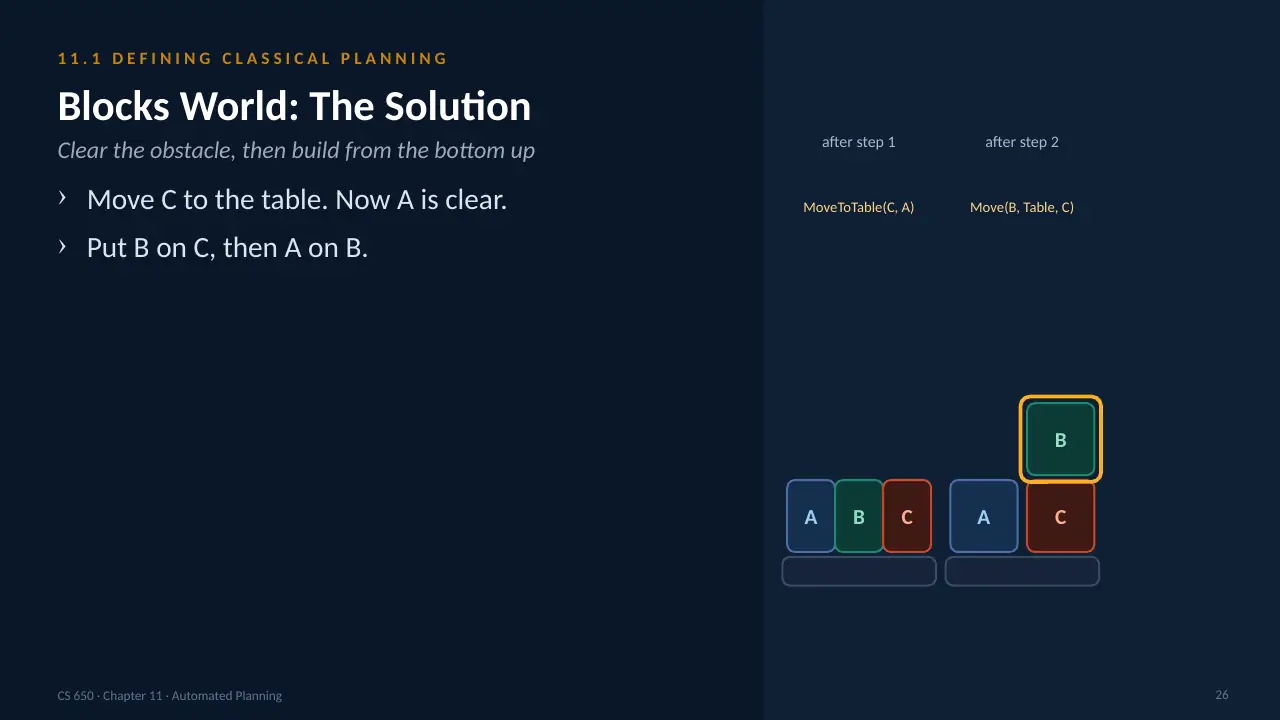 11.1 DEFINING CLASSICAL PLANNING
Blocks World: The Solution
Clear the obstacle, then build from the bottom up
› Move C to the table. Now A is clear.
› Put B on C, then A on B.
after step 1
after step 2
MoveToTable(C, A)
Move(B, Table, C)
B
A B C
A C
CS 650 · Chapter 11 · Automated Planning
26